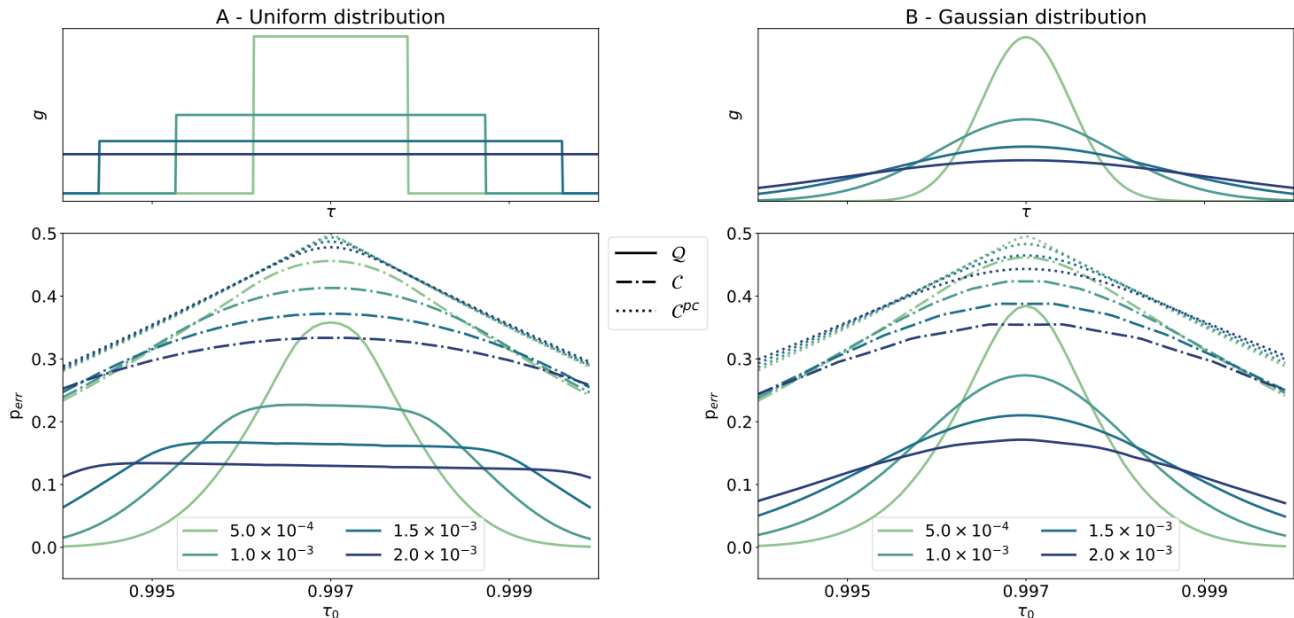 A - Uniform distribution
g
τ
0.5
0.4
0.3
0.2
0.1
0.0
p_err
5.0 × 10⁻⁴
1.0 × 10⁻³
1.5 × 10⁻³
2.0 × 10⁻³
0.995
0.997
0.999
τ₀
𝒬
𝒞
𝒞ᵖᶜ
B - Gaussian distribution
g
τ
0.5
0.4
0.3
0.2
0.1
0.0
p_err
5.0 × 10⁻⁴
1.0 × 10⁻³
1.5 × 10⁻³
2.0 × 10⁻³
0.995
0.997
0.999
τ₀